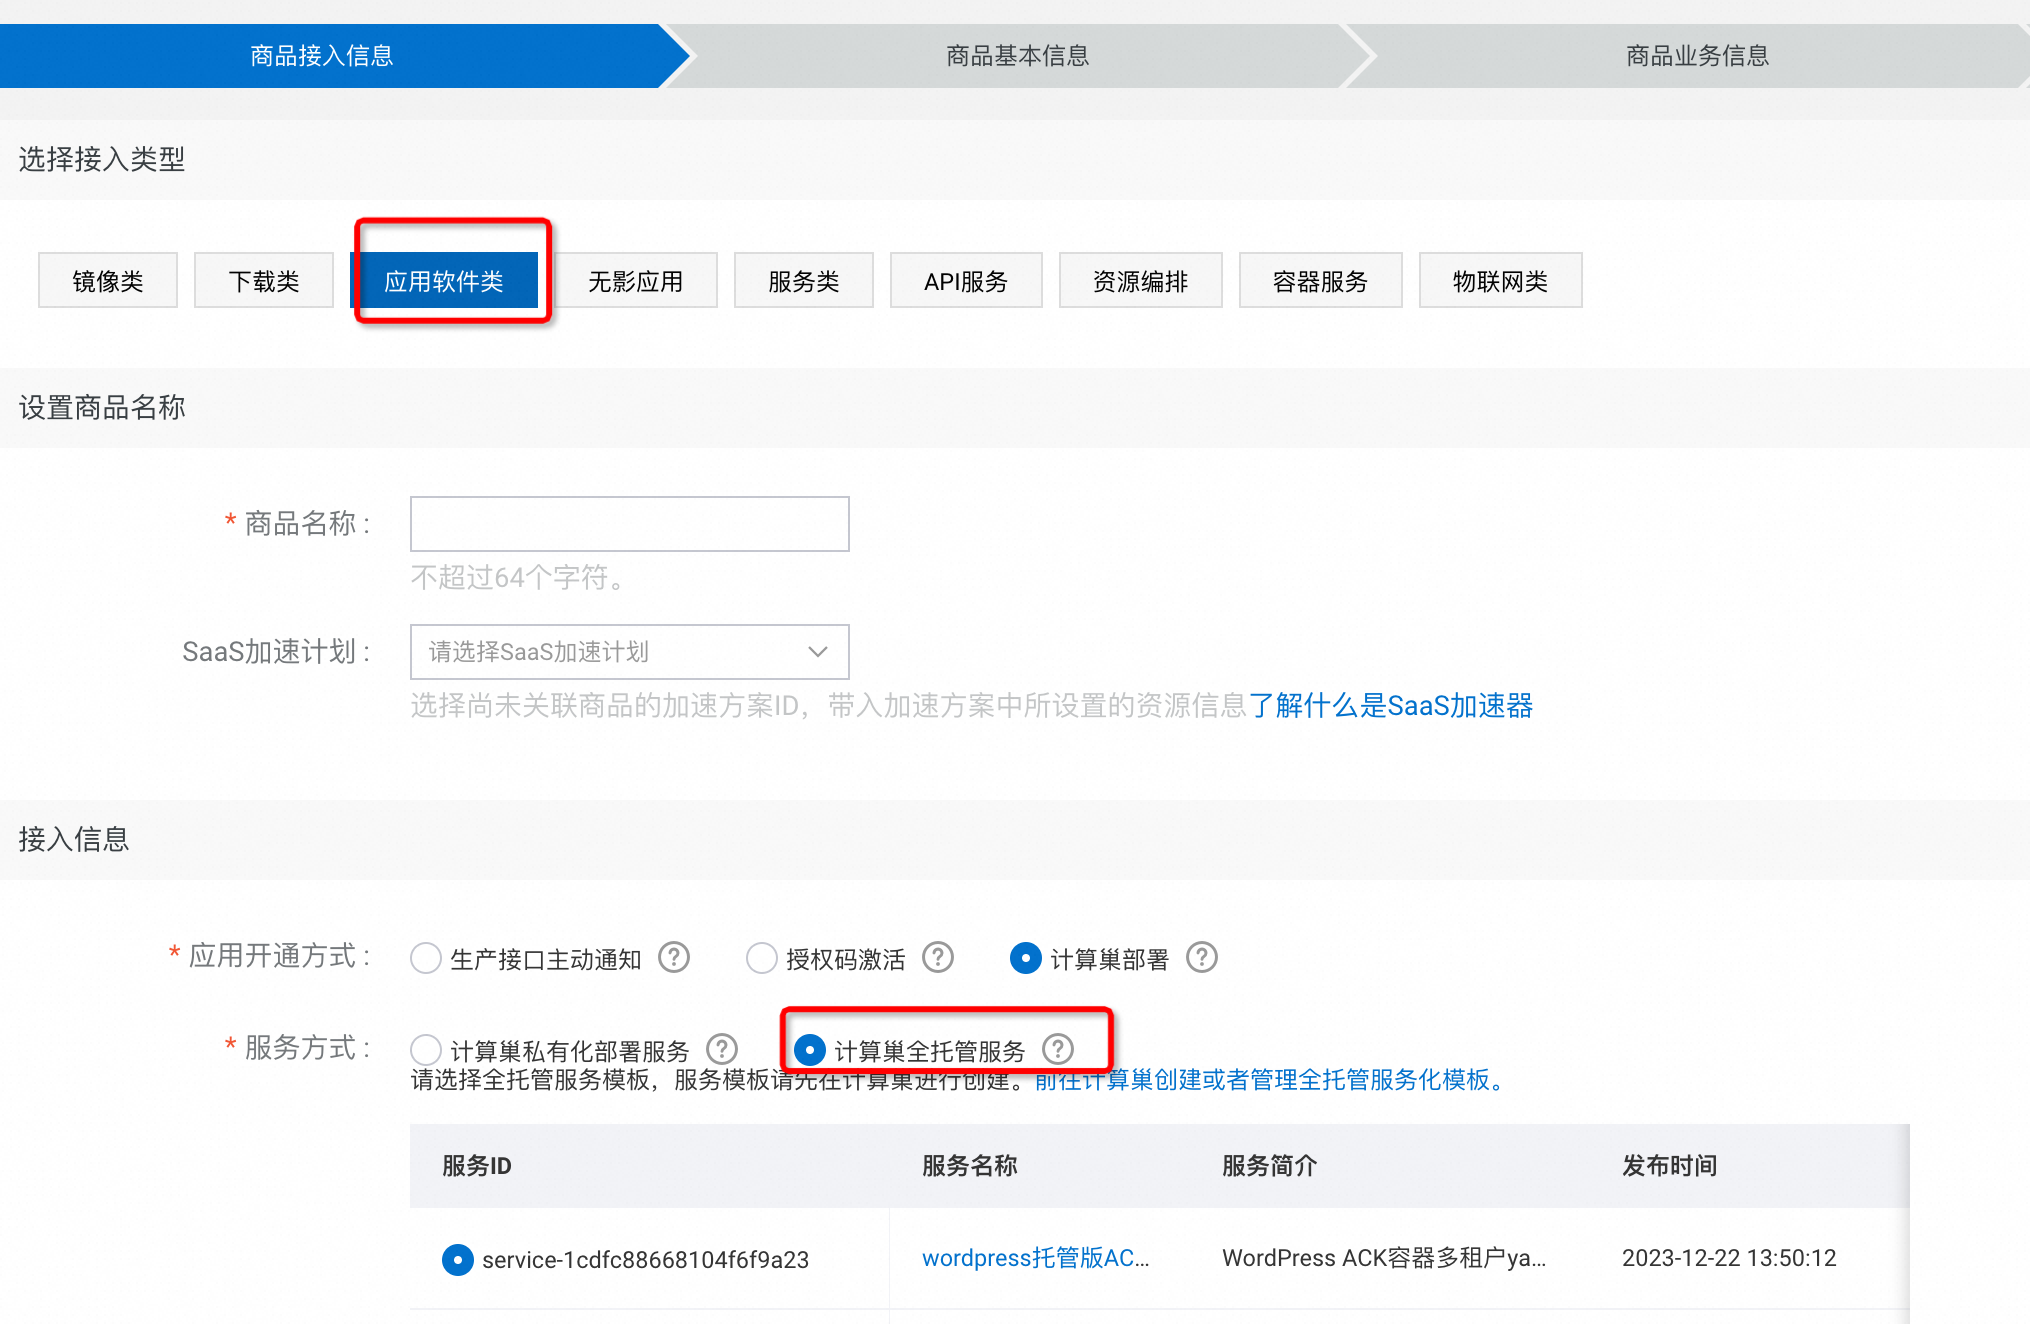 商品接入信息
商品基本信息
商品业务信息
选择接入类型
镜像类
下载类
应用软件类
无影应用
服务类
API服务
资源编排
容器服务
物联网类
设置商品名称
* 商品名称 :
不超过64个字符。
SaaS加速计划 :
请选择SaaS加速计划
选择尚未关联商品的加速方案ID，带入加速方案中所设置的资源信息了解什么是SaaS加速器
接入信息
* 应用开通方式 :
生产接口主动通知 ?
授权码激活 ?
计算巢部署 ?
* 服务方式 :
计算巢私有化部署服务 ?
计算巢全托管服务 ?
请选择全托管服务模板，服务模板请先在计算巢进行创建。前往计算巢创建或者管理全托管服务化模板。
服务ID 服务名称 服务简介 发布时间
service-1cdfc88668104f6f9a23 wordpress托管版AC... WordPress ACK容器多租户ya... 2023-12-22 13:50:12